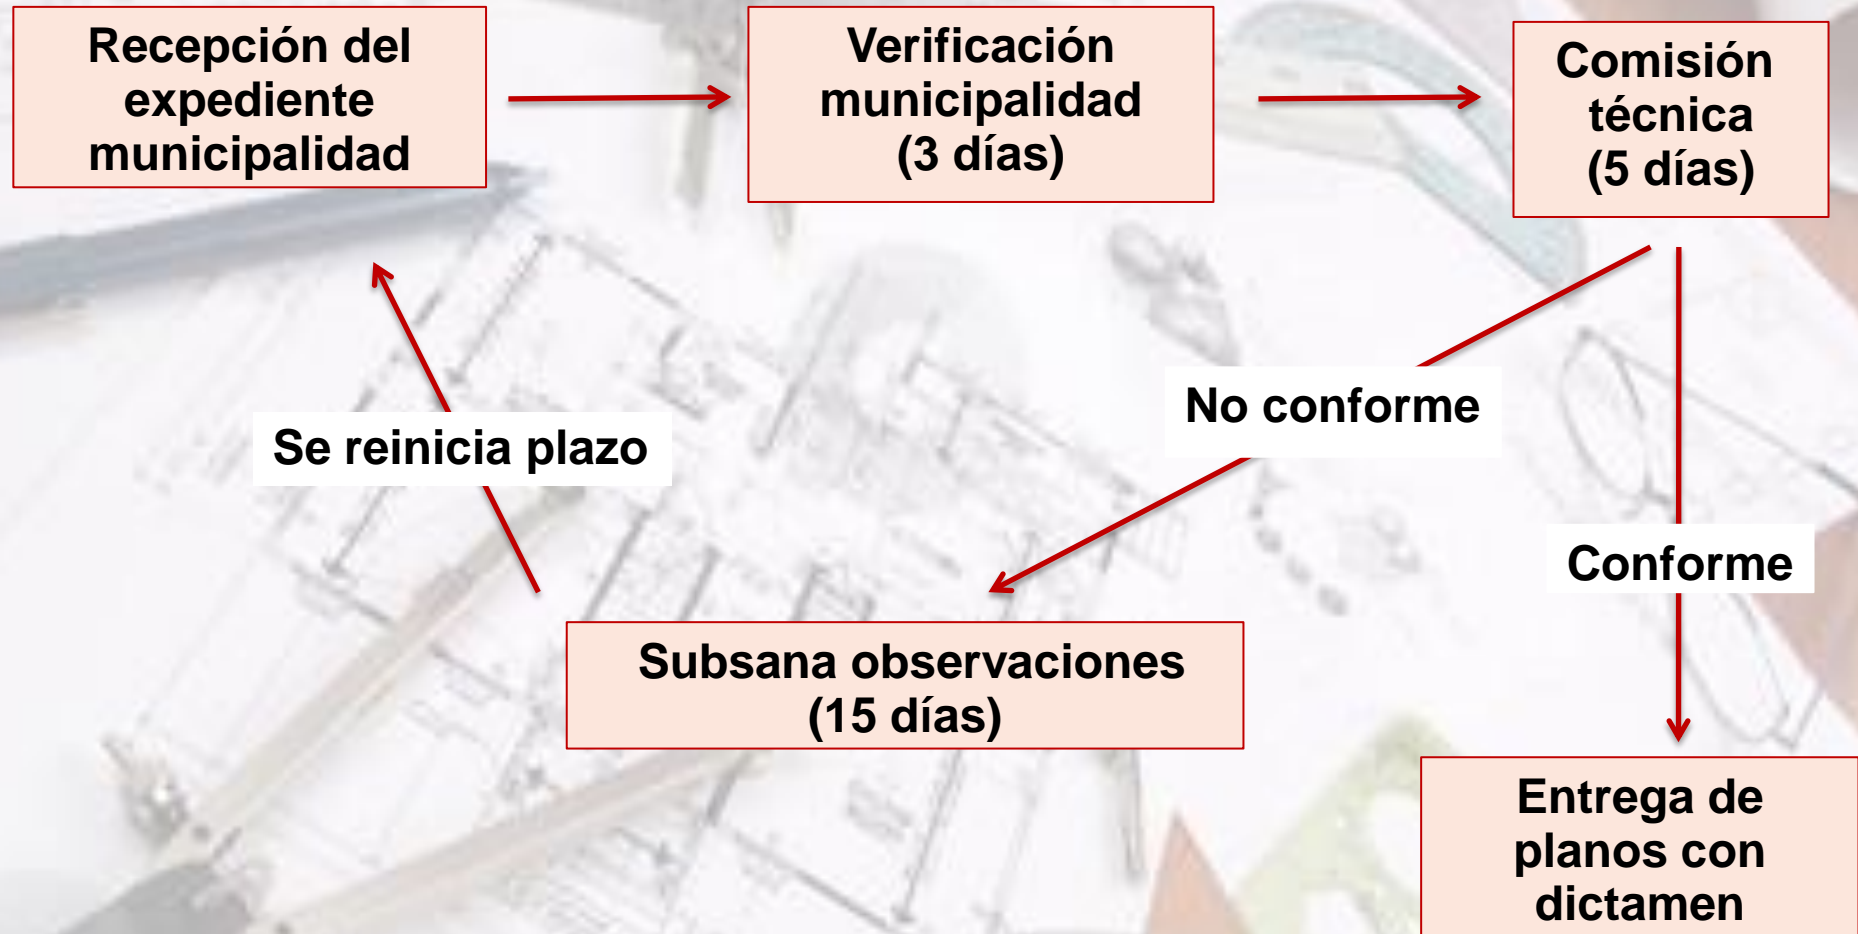 Recepción del
expediente
municipalidad
Verificación
municipalidad
(3 días)
Comisión
técnica
(5 días)
No conforme
Se reinicia plazo
Conforme
Subsana observaciones
(15 días)
Entrega de
planos con
dictamen